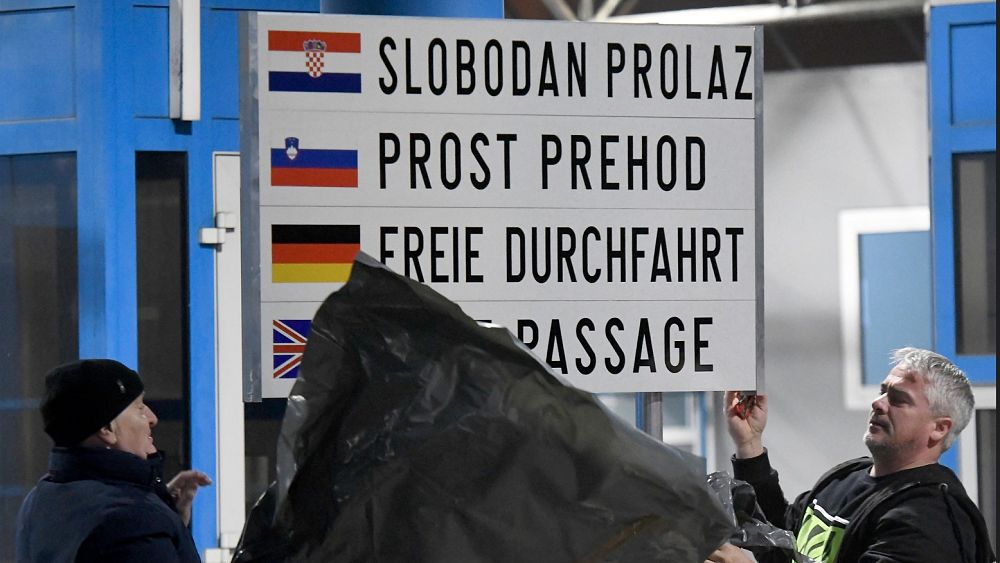 SLOBODAN PROLAZ
PROST PREHOD
FREIE DURCHFAHRT
PASSAGE